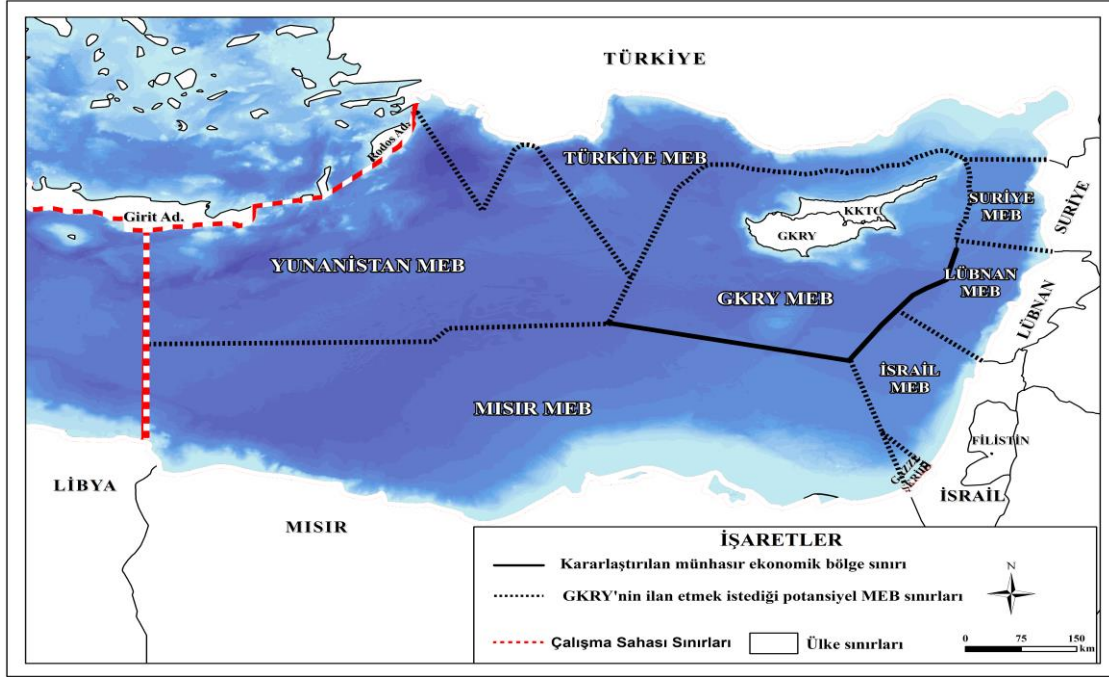 TÜRKİYE
Rodos Ad.
TÜRKİYE MEB
Girit Ad.
KKTC
GKRY
SURİYE
MEB
SURİYE
YUNANİSTAN MEB
GKRY MEB
LÜBNAN
MEB
LÜBNAN
İSRAİL
MEB
MISIR MEB
FİLİSTİN
GAZZE
ŞERİDİ
İSRAİL
LİBYA
MISIR
İŞARETLER
Kararlaştırılan münhasır ekonomik bölge sınırı
GKRY'nin ilan etmek istediği potansiyel MEB sınırları
N
Çalışma Sahası Sınırları
Ülke sınırları
0 75 150
km